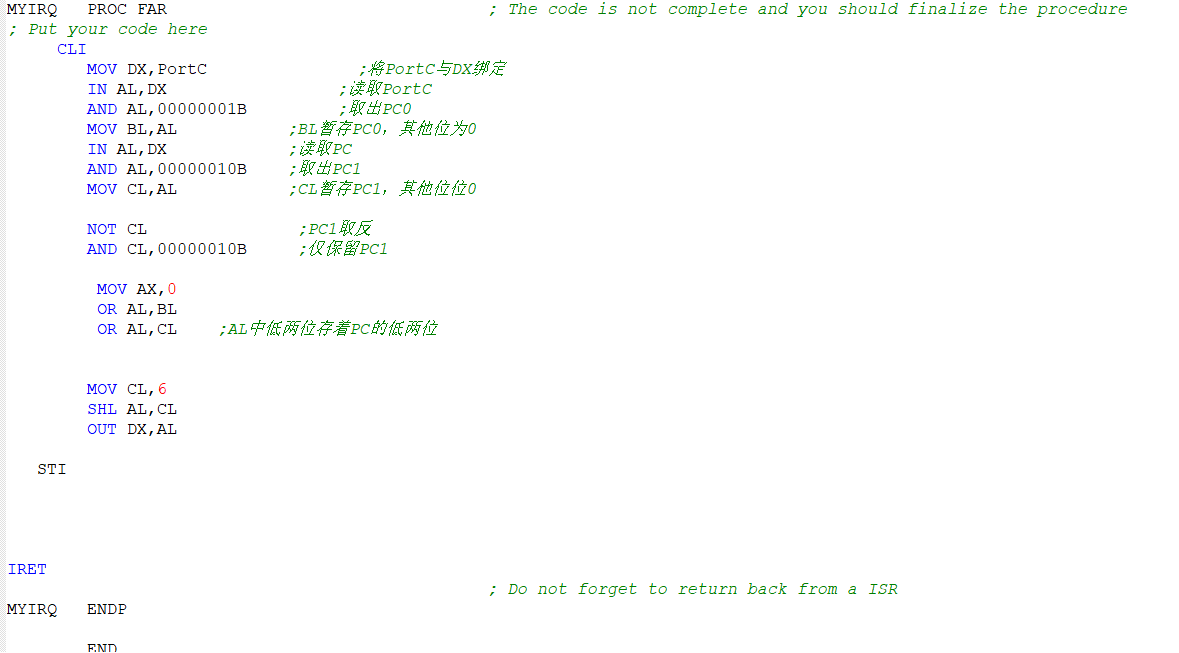 MYIRQ PROC FAR ; The code is not complete and you should finalize the procedure
; Put your code here
CLI
MOV DX,PortC ;将PortC与DX绑定
IN AL,DX ;读取PortC
AND AL,00000001B ;取出PC0
MOV BL,AL ;BL暂存PC0，其他位为0
IN AL,DX ;读取PC
AND AL,00000010B ;取出PC1
MOV CL,AL ;CL暂存PC1，其他位位0
NOT CL ;PC1取反
AND CL,00000010B ;仅保留PC1
MOV AX,0
OR AL,BL
OR AL,CL ;AL中低两位存着PC的低两位
MOV CL,6
SHL AL,CL
OUT DX,AL
STI
IRET
; Do not forget to return back from a ISR
MYIRQ ENDP
END